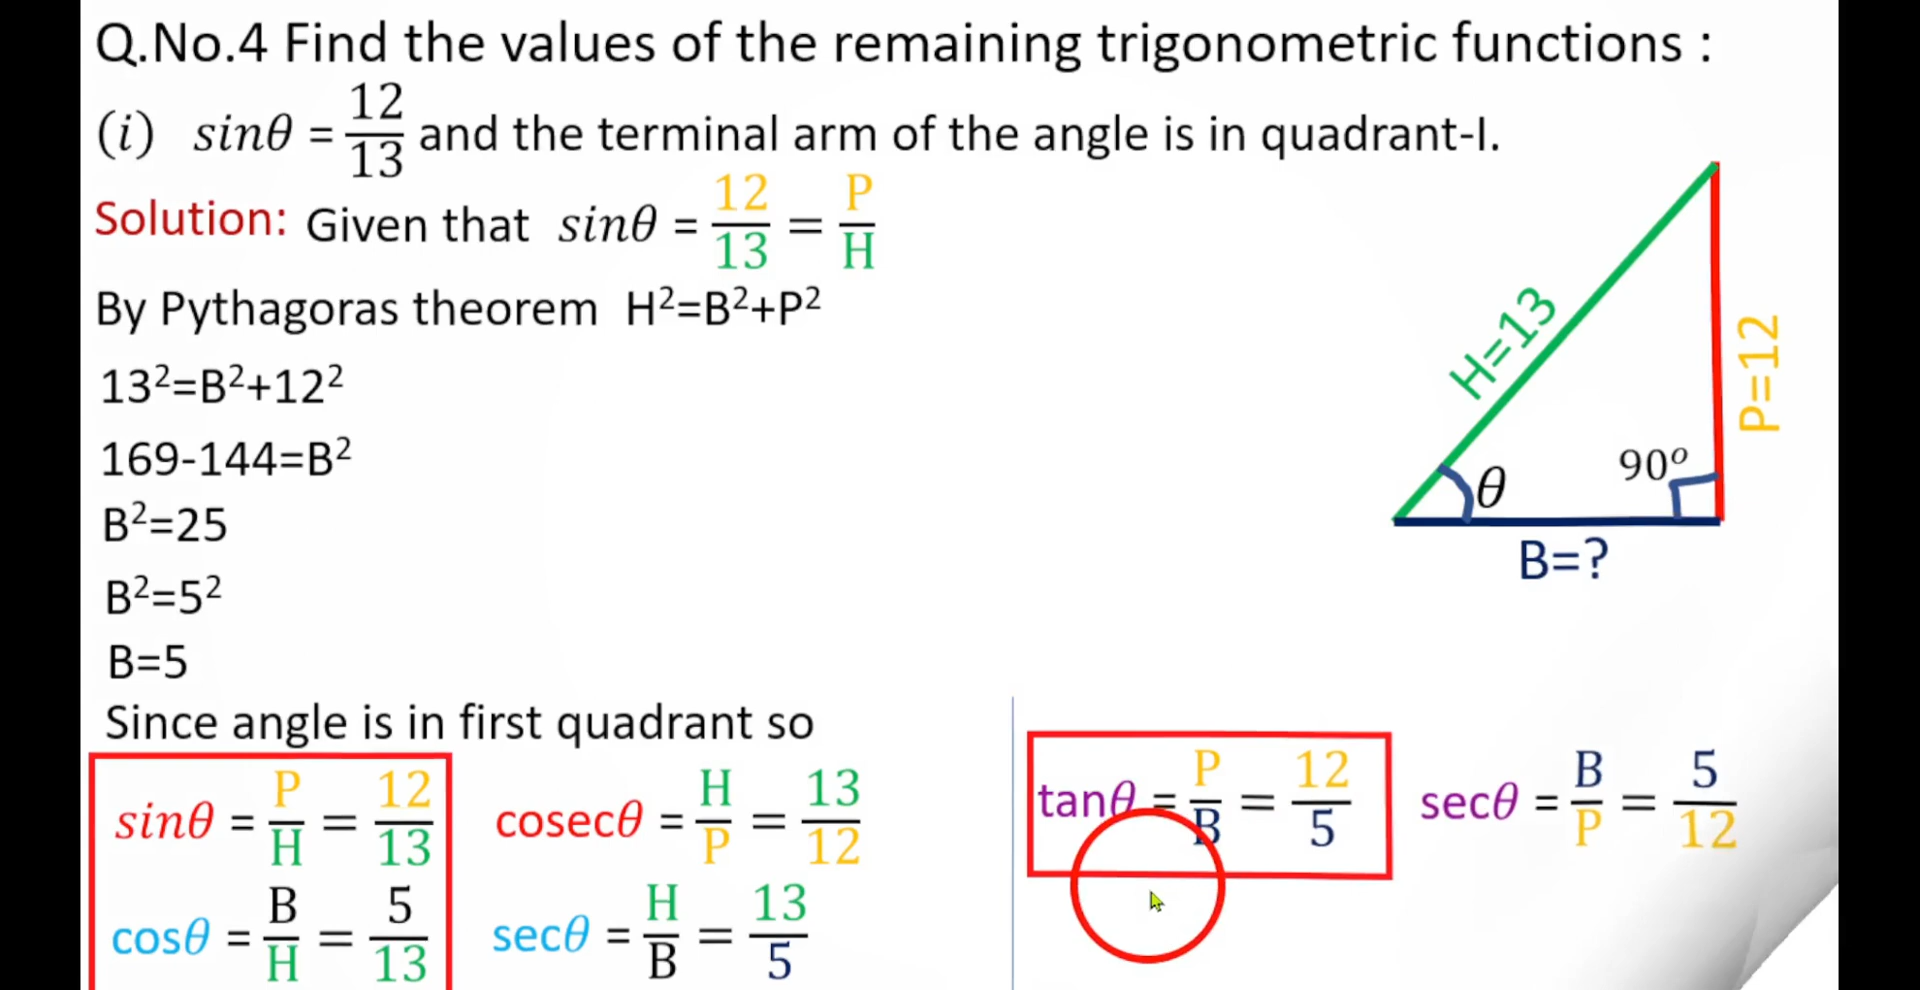 Q.No.4 Find the values of the remaining trigonometric functions :
(i) sinθ = 12/13 and the terminal arm of the angle is in quadrant-I.
Solution: Given that sinθ = 12/13 = P/H
By Pythagoras theorem H²=B²+P²
13²=B²+12²
169-144=B²
B²=25
B²=5²
B=5
H=13
P=12
θ
90°
B=?
Since angle is in first quadrant so
sinθ = P/H = 12/13
cosecθ = H/P = 13/12
cosθ = B/H = 5/13
secθ = H/B = 13/5
tanθ = P/B = 12/5
secθ = B/P = 5/12